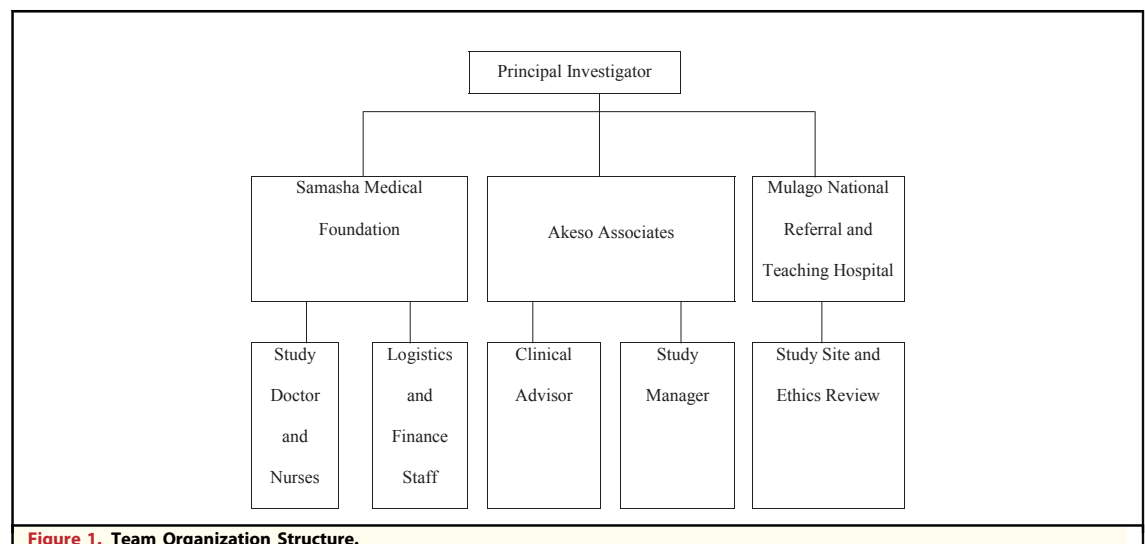 Principal Investigator
Samasha Medical
Foundation
Akeso Associates
Mulago National
Referral and
Teaching Hospital
Study
Doctor
and
Nurses
Logistics
and
Finance
Staff
Clinical
Advisor
Study
Manager
Study Site and
Ethics Review
Figure 1. Team Organization Structure.